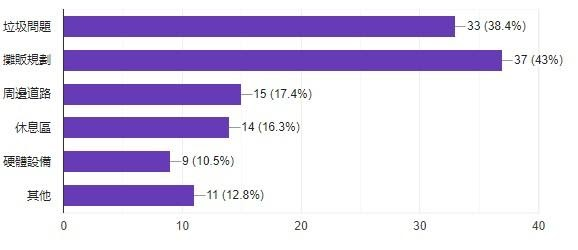 垃圾問題 33 (38.4%)
攤販規劃 37 (43%)
周邊道路 15 (17.4%)
休息區 14 (16.3%)
硬體設備 9 (10.5%)
其他 11 (12.8%)
0 10 20 30 40